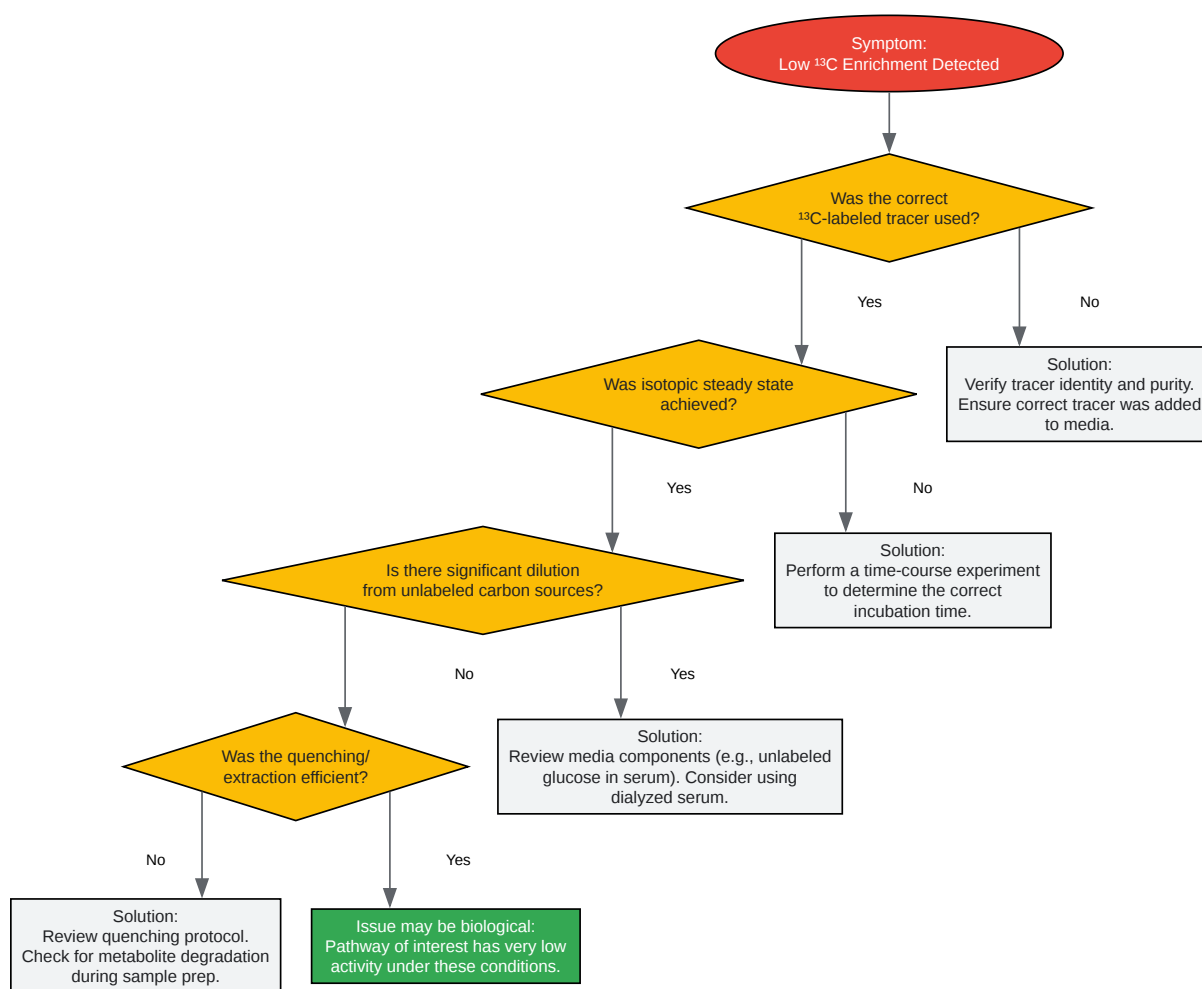 Symptom:
Low ¹³C Enrichment Detected
Was the correct
¹³C-labeled tracer used?
Yes
No
Was isotopic steady state
achieved?
Solution:
Verify tracer identity and purity.
Ensure correct tracer was added
to media.
Yes
No
Is there significant dilution
from unlabeled carbon sources?
Solution:
Perform a time-course experiment
to determine the correct
incubation time.
No
Yes
Was the quenching/
extraction efficient?
Solution:
Review media components (e.g., unlabeled
glucose in serum). Consider using
dialyzed serum.
No
Yes
Solution:
Review quenching protocol.
Check for metabolite degradation
during sample prep.
Issue may be biological:
Pathway of interest has very low
activity under these conditions.